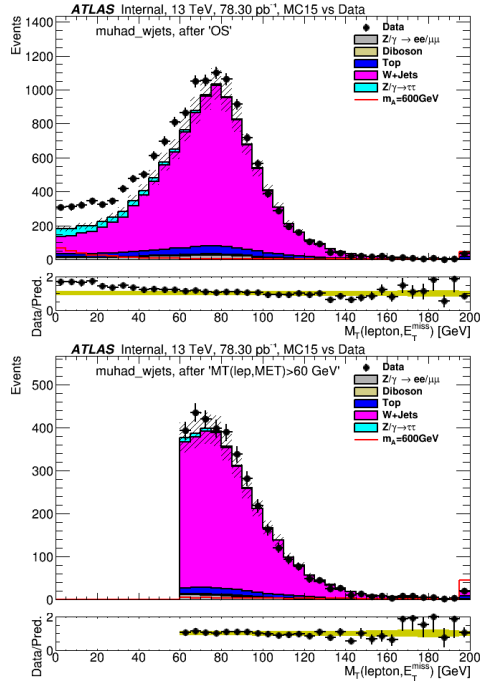 ATLAS Internal, 13 TeV, 78.30 pb⁻¹, MC15 vs Data
Events
muhad_wjets, after 'OS'
Data
Z/γ → ee/μμ
Diboson
Top
W+Jets
Z/γ→ττ
m_A=600GeV
1400
1200
1000
800
600
400
200
0
Data/Pred.
2
0
0 20 40 60 80 100 120 140 160 180 200
M_T(lepton,E_T^miss) [GeV]
ATLAS Internal, 13 TeV, 78.30 pb⁻¹, MC15 vs Data
Events
muhad_wjets, after 'MT(lep,MET)>60 GeV'
Data
Z/γ → ee/μμ
Diboson
Top
W+Jets
Z/γ→ττ
m_A=600GeV
500
400
300
200
100
0
Data/Pred.
2
1
0
0 20 40 60 80 100 120 140 160 180 200
M_T(lepton,E_T^miss) [GeV]